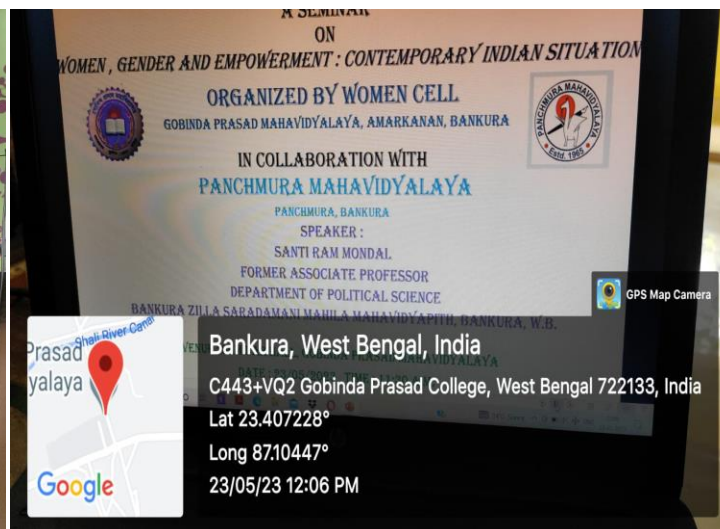 A SEMINAR
ON
WOMEN , GENDER AND EMPOWERMENT : CONTEMPORARY INDIAN SITUATION
ORGANIZED BY WOMEN CELL
GOBINDA PRASAD MAHAVIDYALAYA, AMARKANAN, BANKURA
IN COLLABORATION WITH
PANCHMURA MAHAVIDYALAYA
PANCHMURA, BANKURA
SPEAKER :
SANTI RAM MONDAL
FORMER ASSOCIATE PROFESSOR
DEPARTMENT OF POLITICAL SCIENCE
BANKURA ZILLA SARADAMANI MAHILA MAHAVIDYAPITH, BANKURA, W.B.
PANCHMURA MAHAVIDYALAYA
Estd. 1965
GPS Map Camera
Shali River Canal
Prasad
yalaya
Google
Bankura, West Bengal, India
C443+VQ2 Gobinda Prasad College, West Bengal 722133, India
Lat 23.407228°
Long 87.10447°
23/05/23 12:06 PM